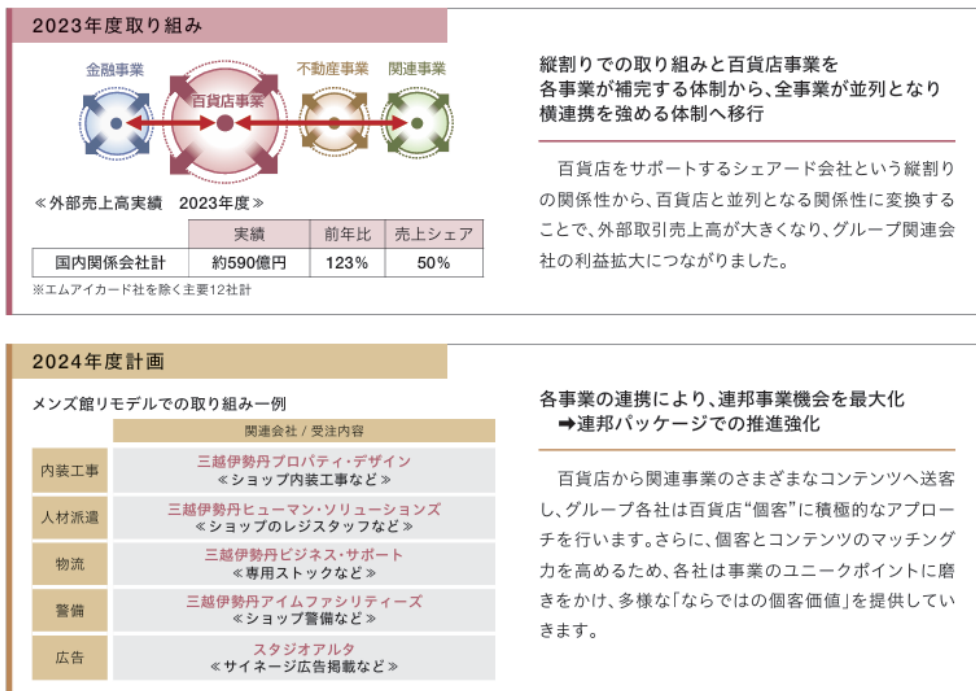 2023年度取り組み
金融事業
百貨店事業
不動産事業
関連事業
≪外部売上高実績　2023年度≫
実績 前年比 売上シェア
国内関係会社計 約590億円 123% 50%
※エムアイカード社を除く主要12社計
縦割りでの取り組みと百貨店事業を
各事業が補完する体制から、全事業が並列となり
横連携を強める体制へ移行
百貨店をサポートするシェアード会社という縦割り
の関係性から、百貨店と並列となる関係性に変換する
ことで、外部取引売上高が大きくなり、グループ関連会
社の利益拡大につながりました。
2024年度計画
メンズ館リモデルでの取り組み一例
関連会社 / 受注内容
内装工事
三越伊勢丹プロパティ・デザイン
≪ショップ内装工事など≫
人材派遣
三越伊勢丹ヒューマン・ソリューションズ
≪ショップのレジスタッフなど≫
物流
三越伊勢丹ビジネス・サポート
≪専用ストックなど≫
警備
三越伊勢丹アイムファシリティーズ
≪ショップ警備など≫
広告
スタジオアルタ
≪サイネージ広告掲載など≫
各事業の連携により、連邦事業機会を最大化
➡連邦パッケージでの推進強化
百貨店から関連事業のさまざまなコンテンツへ送客
し、グループ各社は百貨店“個客”に積極的なアプロー
チを行います。さらに、個客とコンテンツのマッチング
力を高めるため、各社は事業のユニークポイントに磨
きをかけ、多様な「ならではの個客価値」を提供してい
きます。